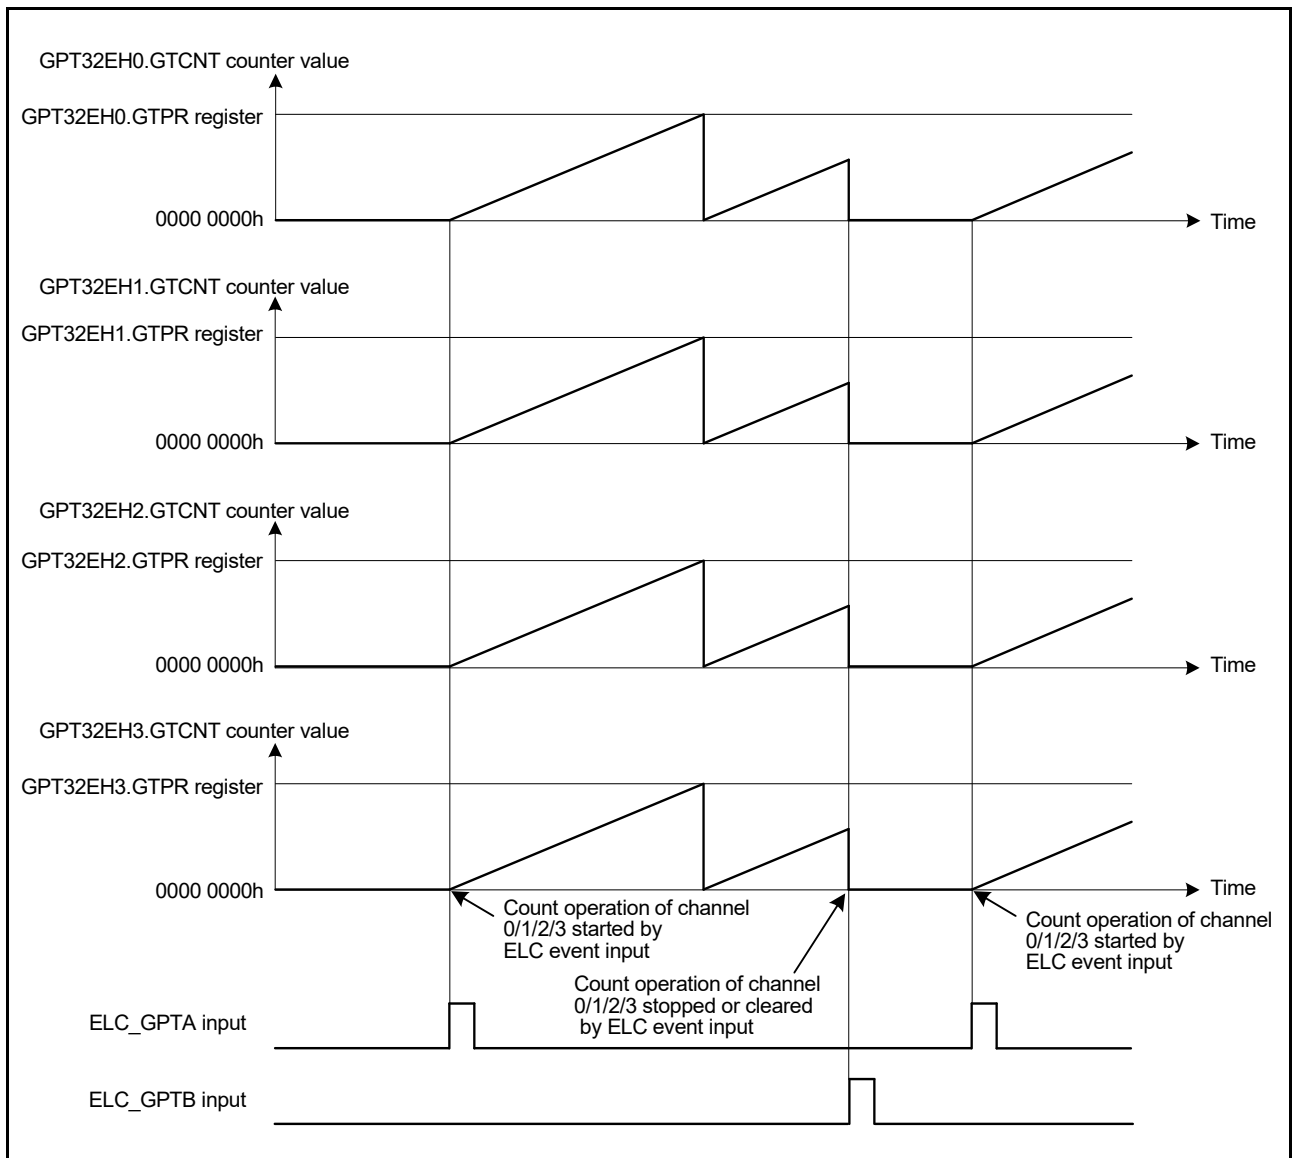 GPT32EH0.GTCNT counter value
GPT32EH0.GTPR register
0000 0000h
Time
GPT32EH1.GTCNT counter value
GPT32EH1.GTPR register
0000 0000h
Time
GPT32EH2.GTCNT counter value
GPT32EH2.GTPR register
0000 0000h
Time
GPT32EH3.GTCNT counter value
GPT32EH3.GTPR register
0000 0000h
Time
Count operation of channel
0/1/2/3 started by
ELC event input
Count operation of channel
0/1/2/3 stopped or cleared
by ELC event input
Count operation of channel
0/1/2/3 started by
ELC event input
ELC_GPTA input
ELC_GPTB input